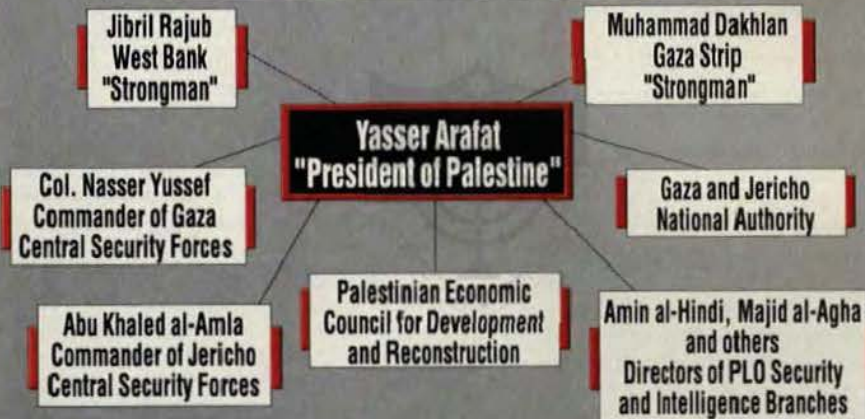 Jibril Rajub
West Bank
"Strongman"
Muhammad Dakhlan
Gaza Strip
"Strongman"
Yasser Arafat
"President of Palestine"
Col. Nasser Yussef
Commander of Gaza
Central Security Forces
Gaza and Jericho
National Authority
Abu Khaled al-Amla
Commander of Jericho
Central Security Forces
Palestinian Economic
Council for Development
and Reconstruction
Amin al-Hindi, Majid al-Agha
and others
Directors of PLO Security
and Intelligence Branches